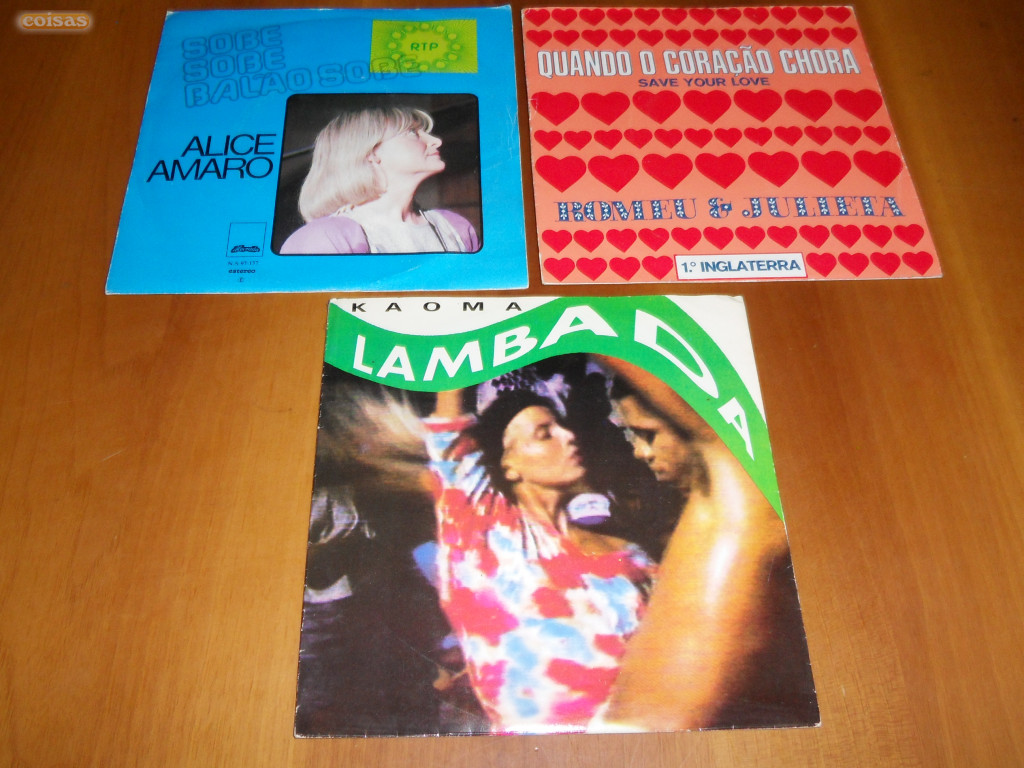 coisas
SOBE
SOBE
BALÃO SOBE
RTP
ALICE
AMARO
estereo
QUANDO O CORAÇÃO CHORA
SAVE YOUR LOVE
ROMEU & JULIETA
1.º INGLATERRA
KAOMA
LAMBADA